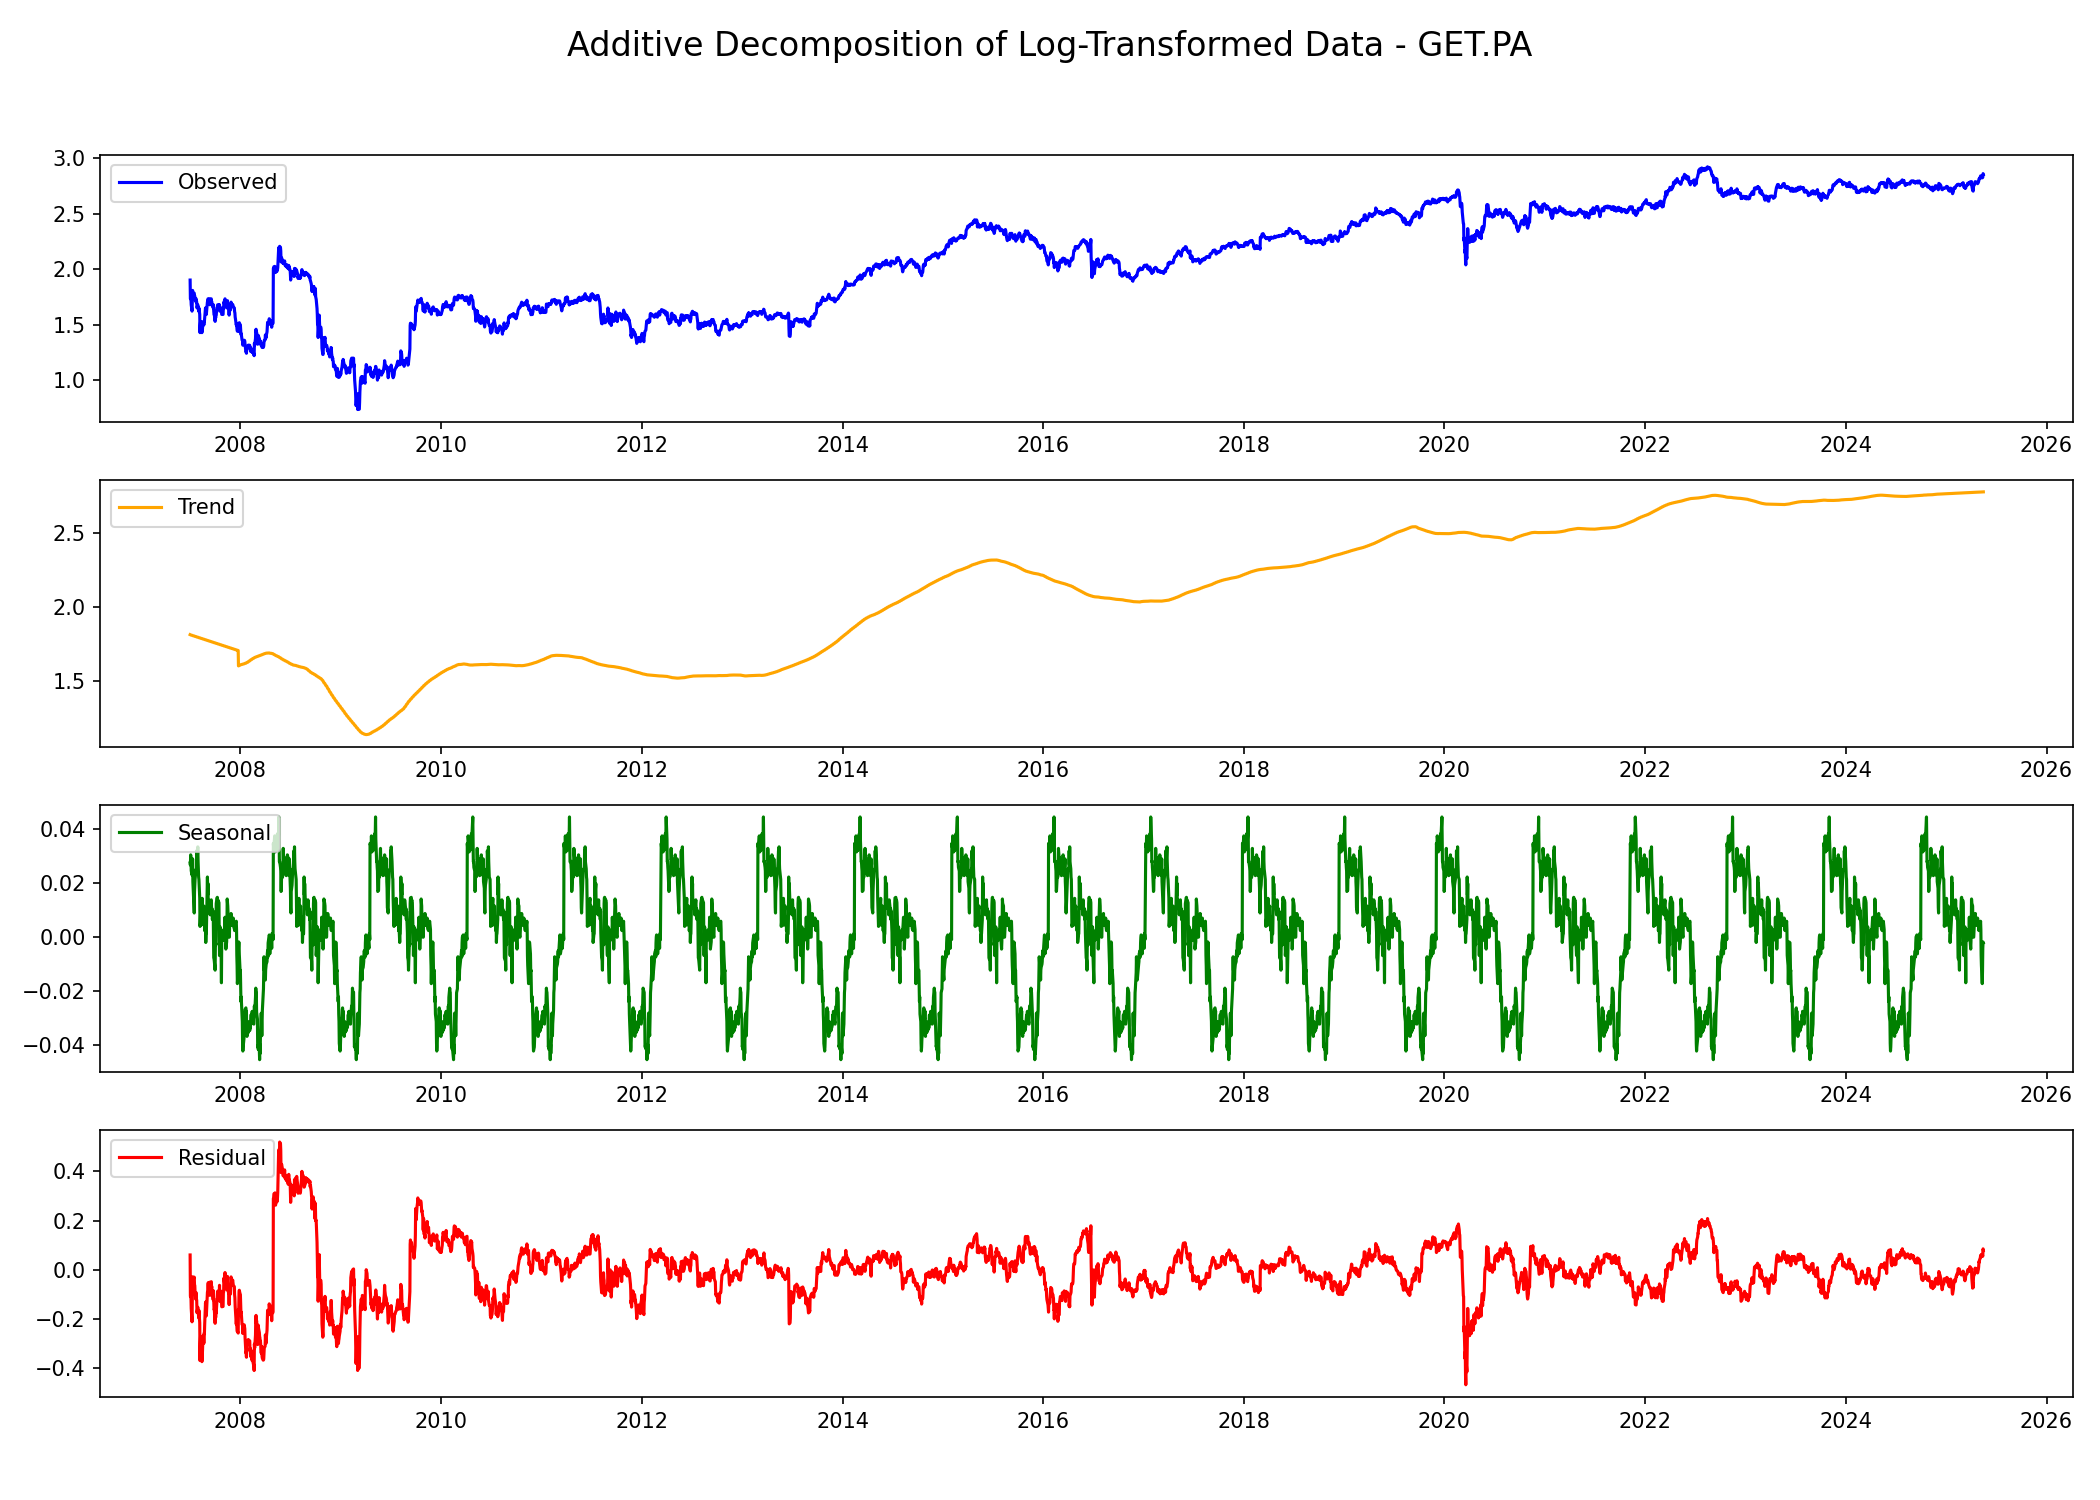 Additive Decomposition of Log-Transformed Data - GET.PA
3.0
2.5
2.0
1.5
1.0
Observed
2008 2010 2012 2014 2016 2018 2020 2022 2024 2026
2.5
2.0
1.5
Trend
2008 2010 2012 2014 2016 2018 2020 2022 2024 2026
0.04
0.02
0.00
−0.02
−0.04
Seasonal
2008 2010 2012 2014 2016 2018 2020 2022 2024 2026
0.4
0.2
0.0
−0.2
−0.4
Residual
2008 2010 2012 2014 2016 2018 2020 2022 2024 2026